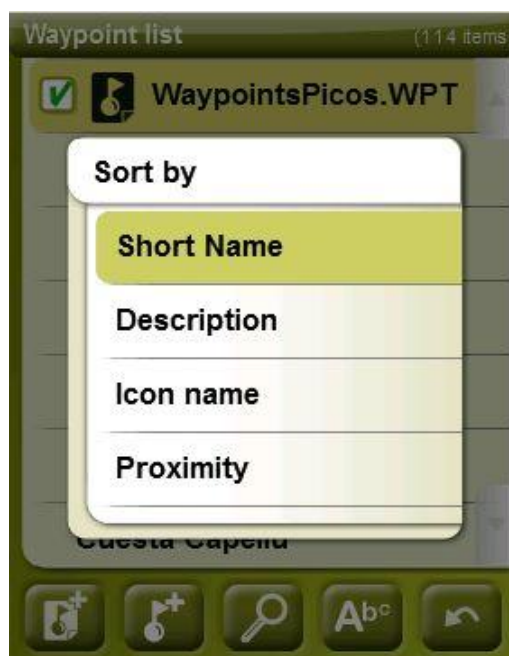 Waypoint list (114 items
WaypointsPicos.WPT
Sort by
Short Name
Description
Icon name
Proximity
Cuesta Capellu
Abc